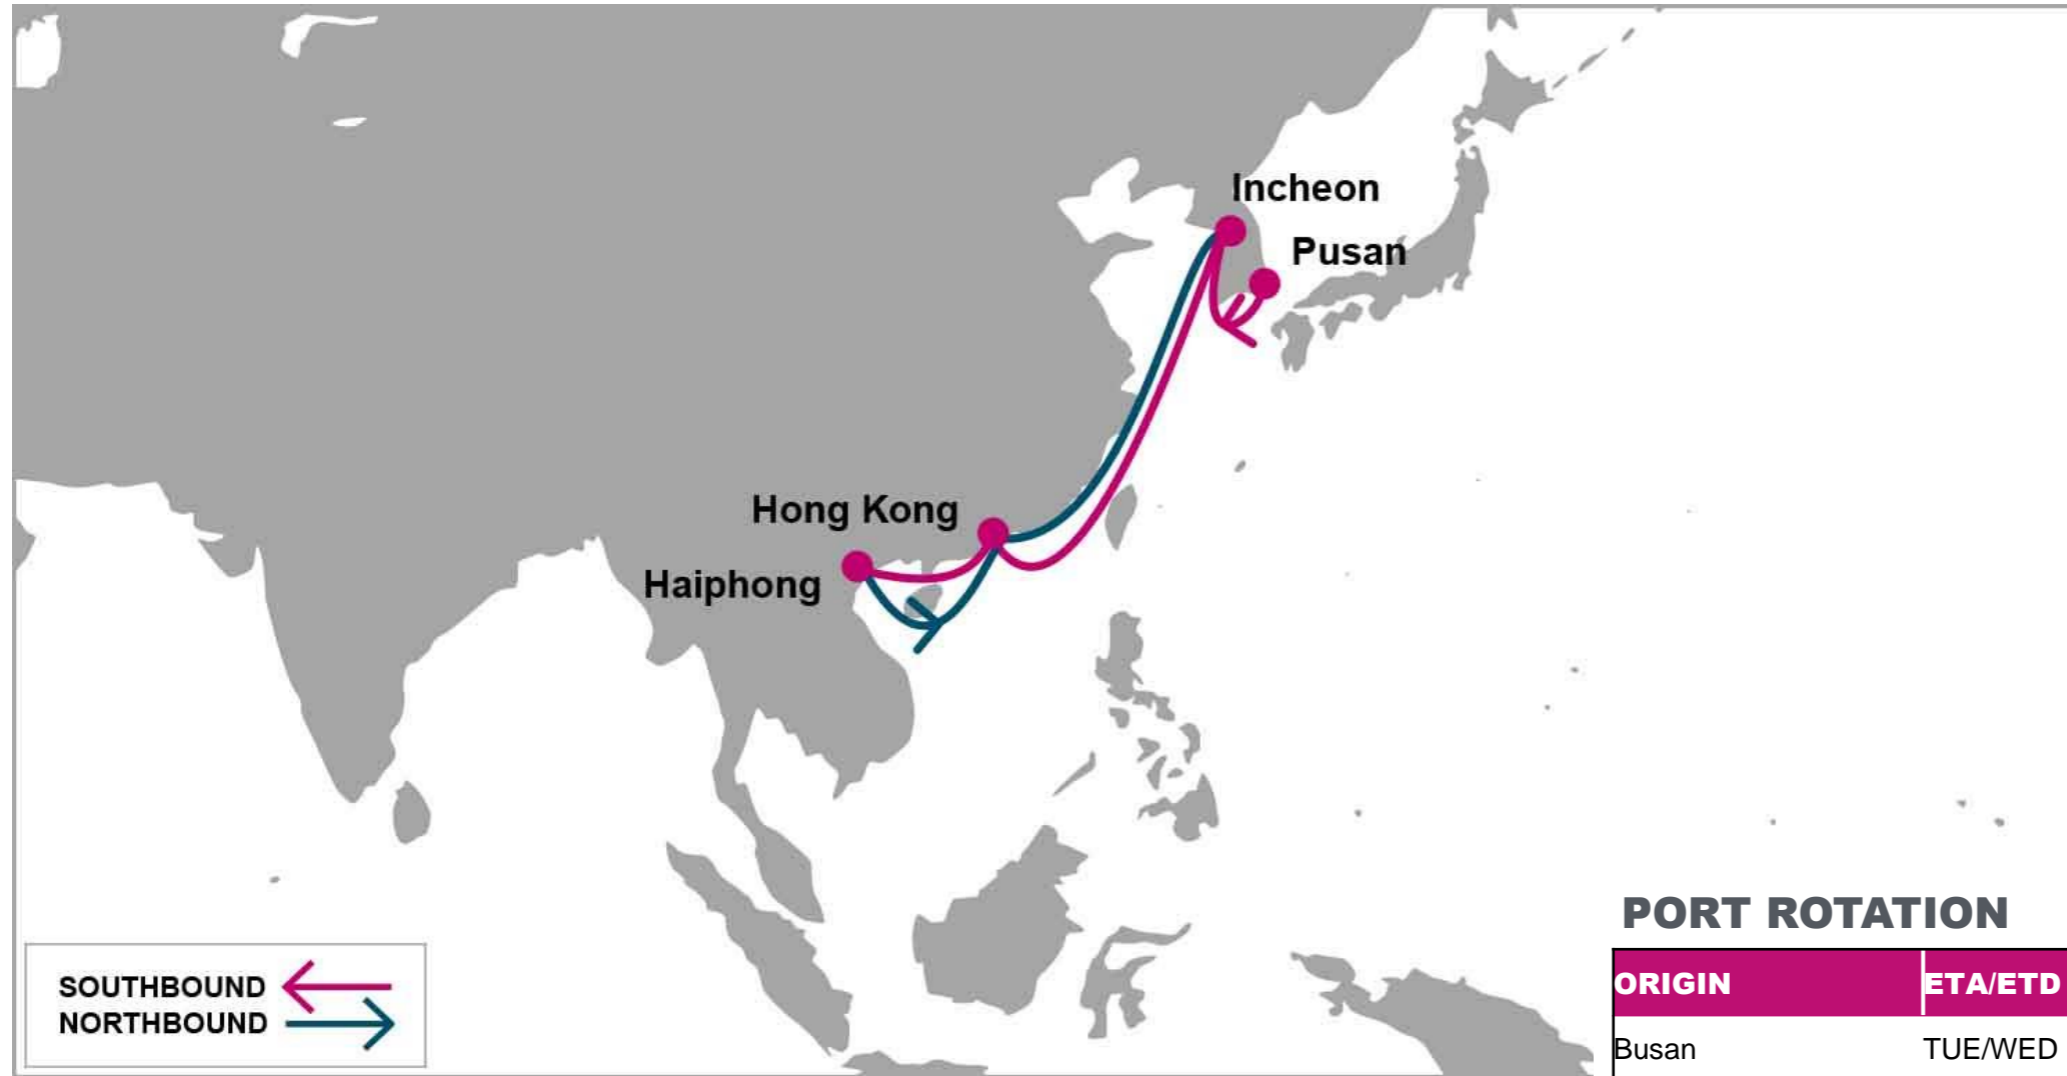 Incheon
Pusan
Hong Kong
Haiphong
SOUTHBOUND
NORTHBOUND
PORT ROTATION
ORIGIN ETA/ETD
Busan TUE/WED